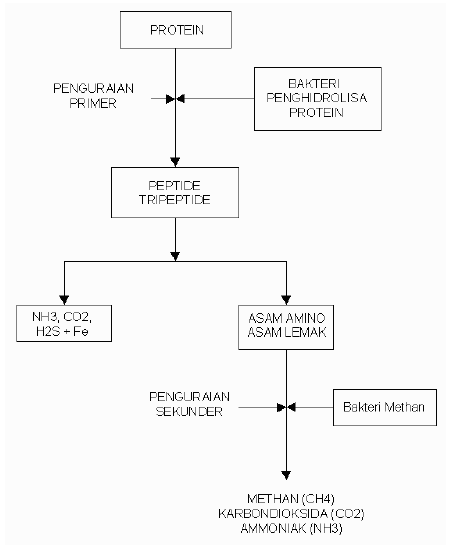 PROTEIN
PENGURAIAN
PRIMER
BAKTERI
PENGHIDROLISA
PROTEIN
PEPTIDE
TRIPEPTIDE
NH3, CO2,
H2S + Fe
ASAM AMINO
ASAM LEMAK
PENGURAIAN
SEKUNDER
Bakteri Methan
METHAN (CH4)
KARBONDIOKSIDA (CO2)
AMMONIAK (NH3)